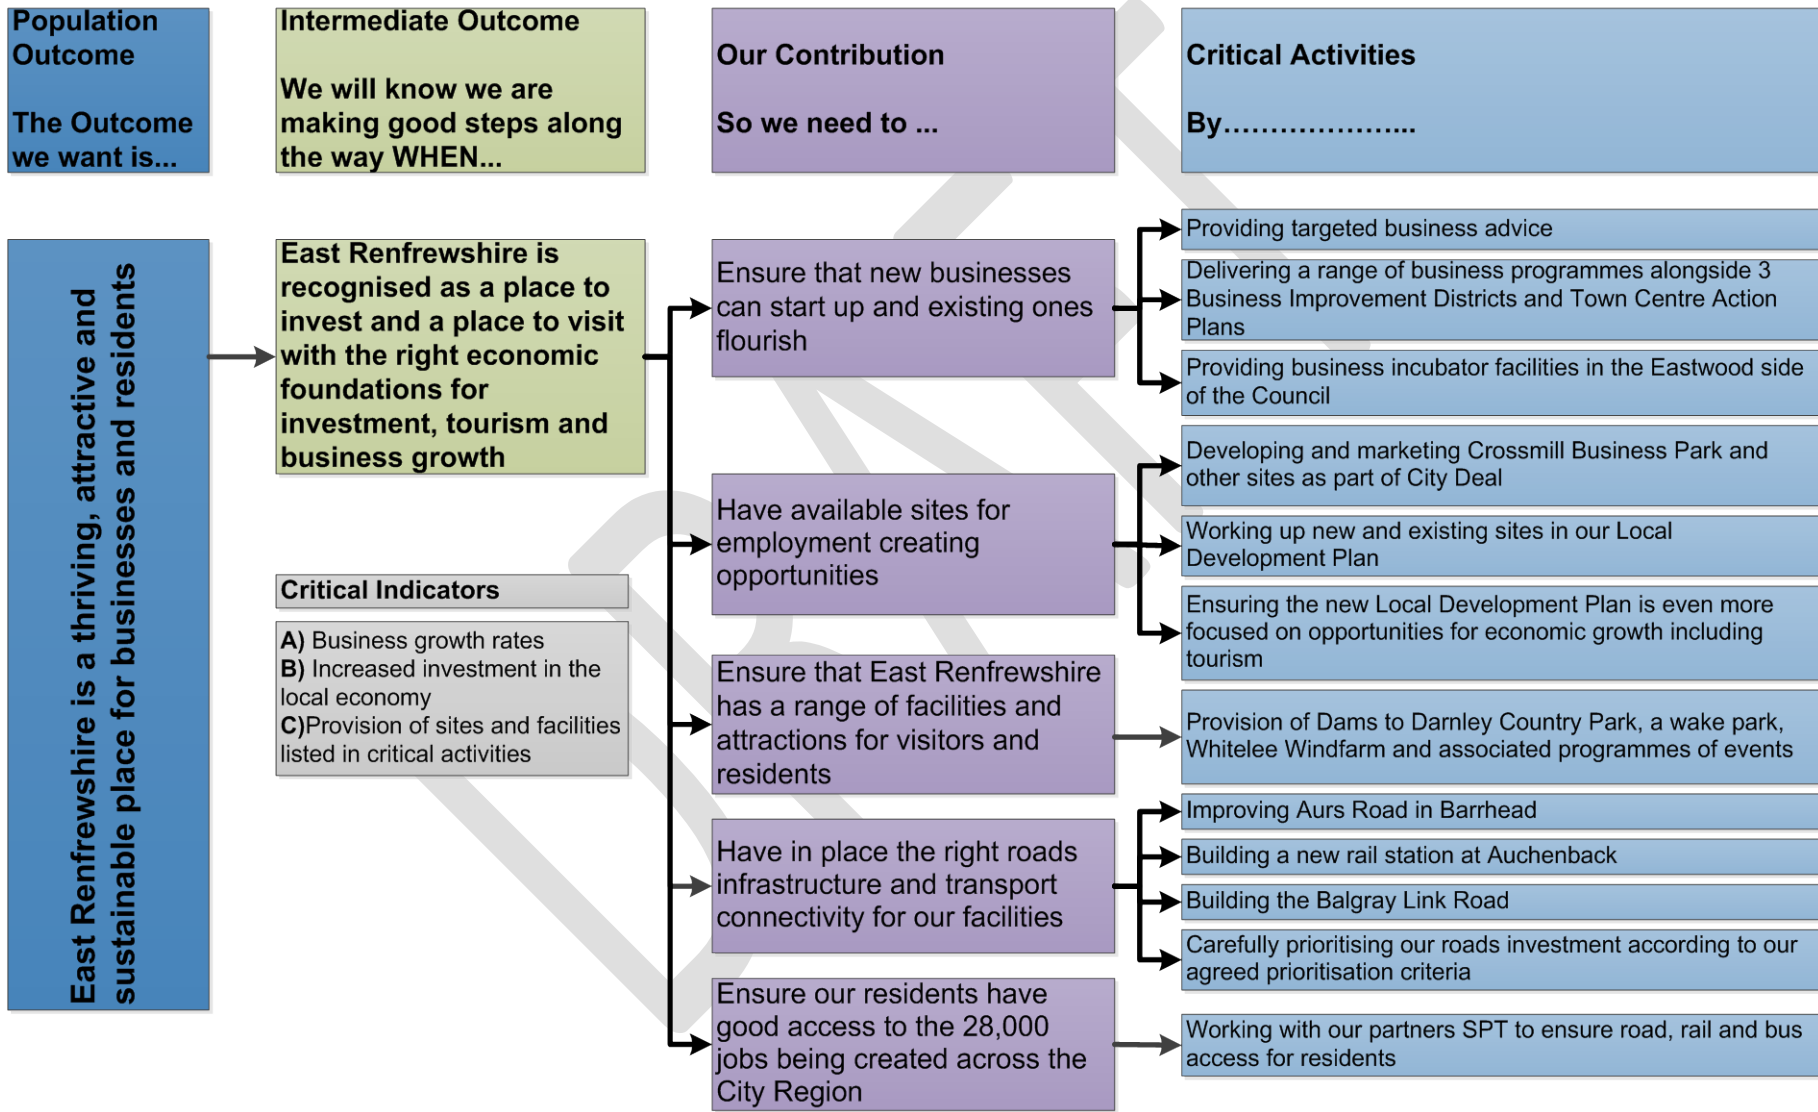 Population
Outcome
The Outcome
we want is...
Intermediate Outcome
We will know we are
making good steps along
the way WHEN...
Our Contribution
So we need to ...
Critical Activities
By…………………...
East Renfrewshire is a thriving, attractive and
sustainable place for businesses and residents
East Renfrewshire is
recognised as a place to
invest and a place to visit
with the right economic
foundations for
investment, tourism and
business growth
Critical Indicators
A) Business growth rates
B) Increased investment in the
local economy
C)Provision of sites and facilities
listed in critical activities
Ensure that new businesses
can start up and existing ones
flourish
Providing targeted business advice
Delivering a range of business programmes alongside 3
Business Improvement Districts and Town Centre Action
Plans
Providing business incubator facilities in the Eastwood side
of the Council
Have available sites for
employment creating
opportunities
Developing and marketing Crossmill Business Park and
other sites as part of City Deal
Working up new and existing sites in our Local
Development Plan
Ensuring the new Local Development Plan is even more
focused on opportunities for economic growth including
tourism
Ensure that East Renfrewshire
has a range of facilities and
attractions for visitors and
residents
Provision of Dams to Darnley Country Park, a wake park,
Whitelee Windfarm and associated programmes of events
Have in place the right roads
infrastructure and transport
connectivity for our facilities
Improving Aurs Road in Barrhead
Building a new rail station at Auchenback
Building the Balgray Link Road
Carefully prioritising our roads investment according to our
agreed prioritisation criteria
Ensure our residents have
good access to the 28,000
jobs being created across the
City Region
Working with our partners SPT to ensure road, rail and bus
access for residents
DRAFT